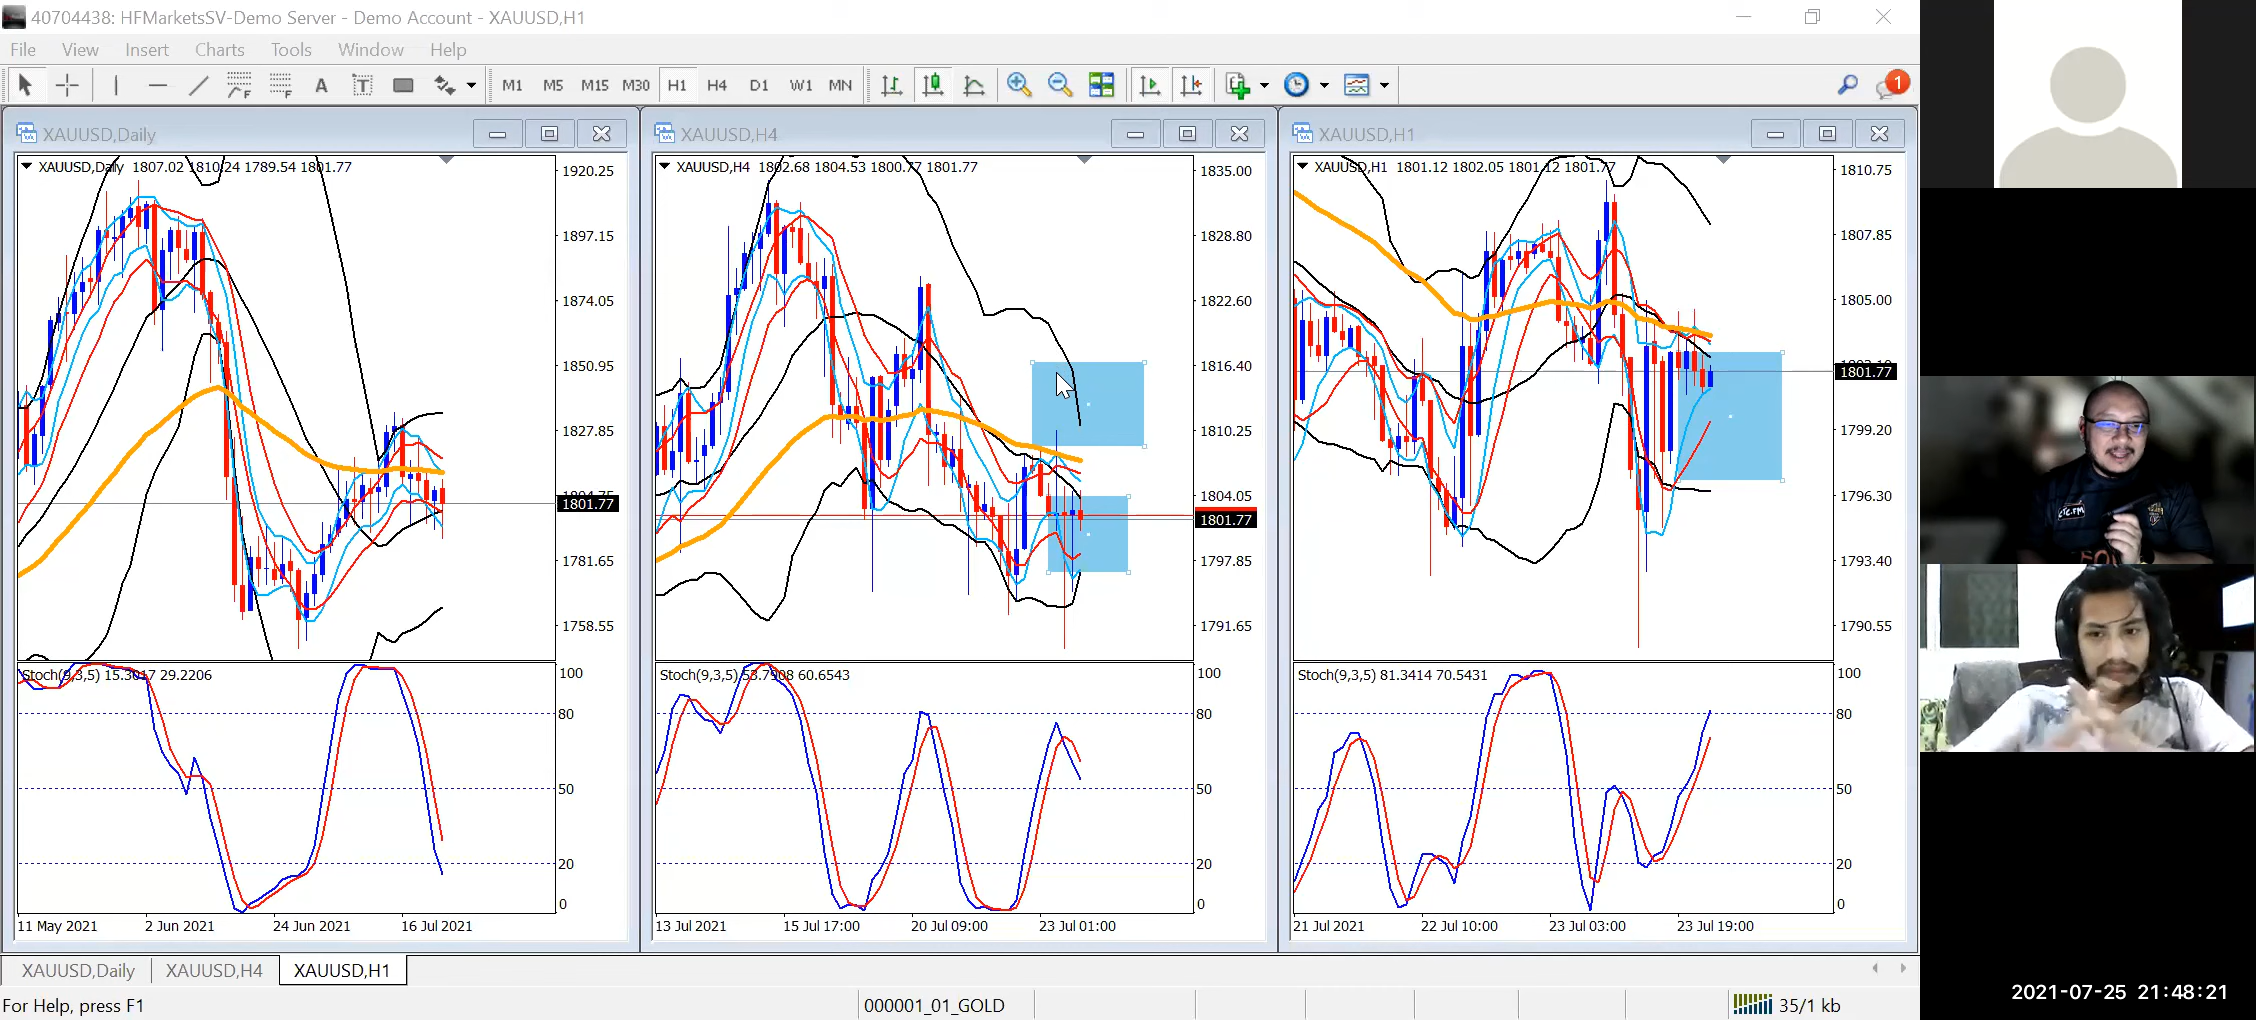 40704438: HFMarketsSV-Demo Server - Demo Account - XAUUSD,H1
File View Insert Charts Tools Window Help
A T M1 M5 M15 M30 H1 H4 D1 W1 MN 1
XAUUSD,Daily
XAUUSD,Daily 1807.02 1810.24 1789.54 1801.77
1920.25
1897.15
1874.05
1850.95
1827.85
1804.75
1801.77
1781.65
1758.55
Stoch(9,3,5) 15.3017 29.2206
100
80
50
20
0
11 May 2021 2 Jun 2021 24 Jun 2021 16 Jul 2021
XAUUSD,H4
XAUUSD,H4 1802.68 1804.53 1800.77 1801.77
1835.00
1828.80
1822.60
1816.40
1810.25
1804.05
1801.77
1797.85
1791.65
Stoch(9,3,5) 53.7908 60.6543
100
80
50
20
0
13 Jul 2021 15 Jul 17:00 20 Jul 09:00 23 Jul 01:00
XAUUSD,H1
XAUUSD,H1 1801.12 1802.05 1801.12 1801.77
1810.75
1807.85
1805.00
1802.10
1801.77
1799.20
1796.30
1793.40
1790.55
Stoch(9,3,5) 81.3414 70.5431
100
80
50
20
0
21 Jul 2021 22 Jul 10:00 23 Jul 03:00 23 Jul 19:00
XAUUSD,Daily XAUUSD,H4 XAUUSD,H1
For Help, press F1 000001_01_GOLD 35/1 kb
CTC.FM
2021-07-25 21:48:21